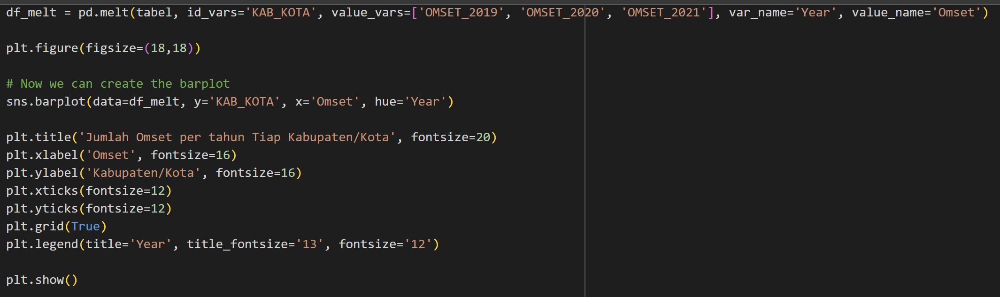 df_melt = pd.melt(tabel, id_vars='KAB_KOTA', value_vars=['OMSET_2019', 'OMSET_2020', 'OMSET_2021'], var_name='Year', value_name='Omset')
plt.figure(figsize=(18,18))
# Now we can create the barplot
sns.barplot(data=df_melt, y='KAB_KOTA', x='Omset', hue='Year')
plt.title('Jumlah Omset per tahun Tiap Kabupaten/Kota', fontsize=20)
plt.xlabel('Omset', fontsize=16)
plt.ylabel('Kabupaten/Kota', fontsize=16)
plt.xticks(fontsize=12)
plt.yticks(fontsize=12)
plt.grid(True)
plt.legend(title='Year', title_fontsize='13', fontsize='12')
plt.show()